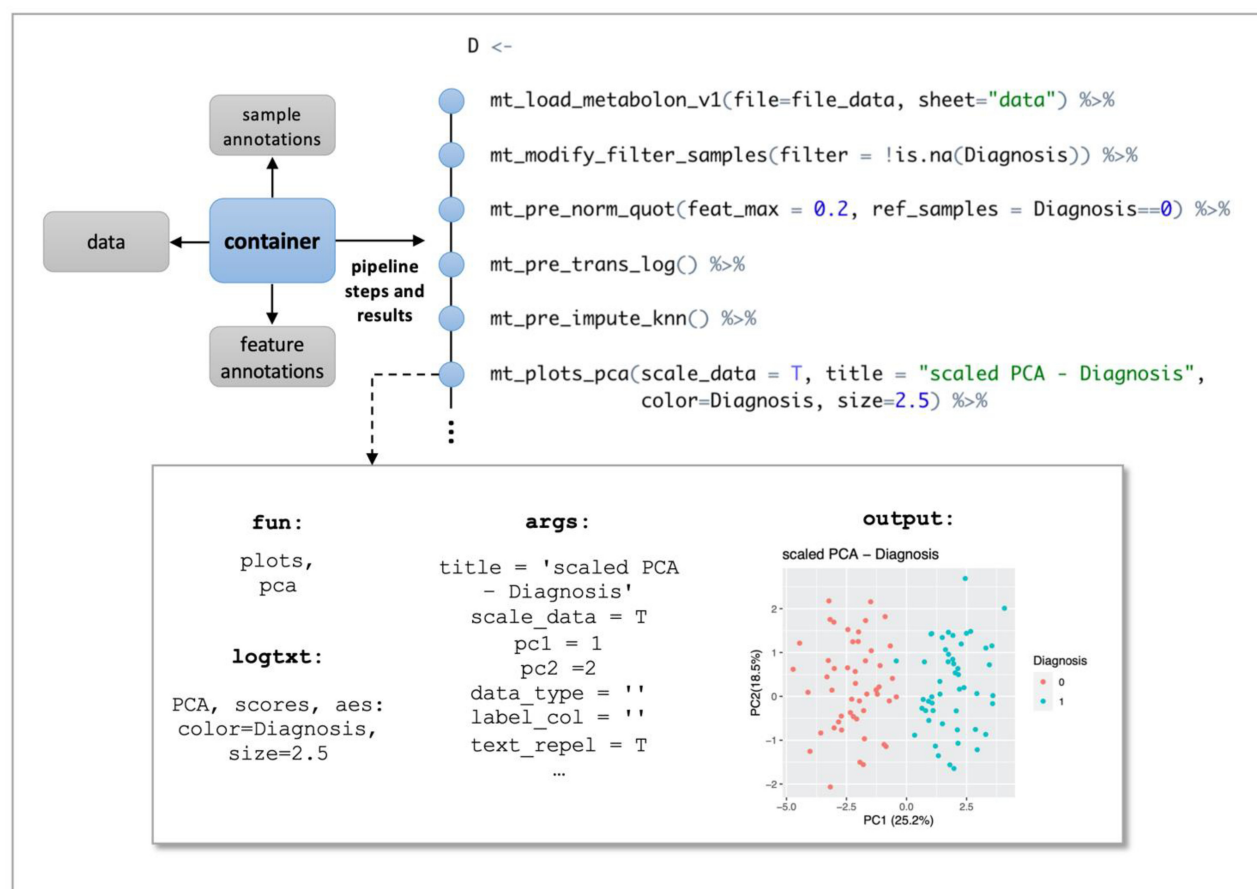 D <-
mt_load_metabolon_v1(file=file_data, sheet="data") %>%
mt_modify_filter_samples(filter = !is.na(Diagnosis)) %>%
mt_pre_norm_quot(feat_max = 0.2, ref_samples = Diagnosis==0) %>%
mt_pre_trans_log() %>%
mt_pre_impute_knn() %>%
mt_plots_pca(scale_data = T, title = "scaled PCA - Diagnosis",
color=Diagnosis, size=2.5) %>%
sample
annotations
data
container
feature
annotations
pipeline
steps and
results
⋮
fun:
plots,
pca
logtxt:
PCA, scores, aes:
color=Diagnosis,
size=2.5
args:
title = 'scaled PCA
- Diagnosis'
scale_data = T
pc1 = 1
pc2 =2
data_type = ''
label_col = ''
text_repel = T
…
output:
scaled PCA – Diagnosis
PC2(18.5%)
2
1
0
−1
−2
−5.0
−2.5
0.0
2.5
PC1 (25.2%)
Diagnosis
0
1